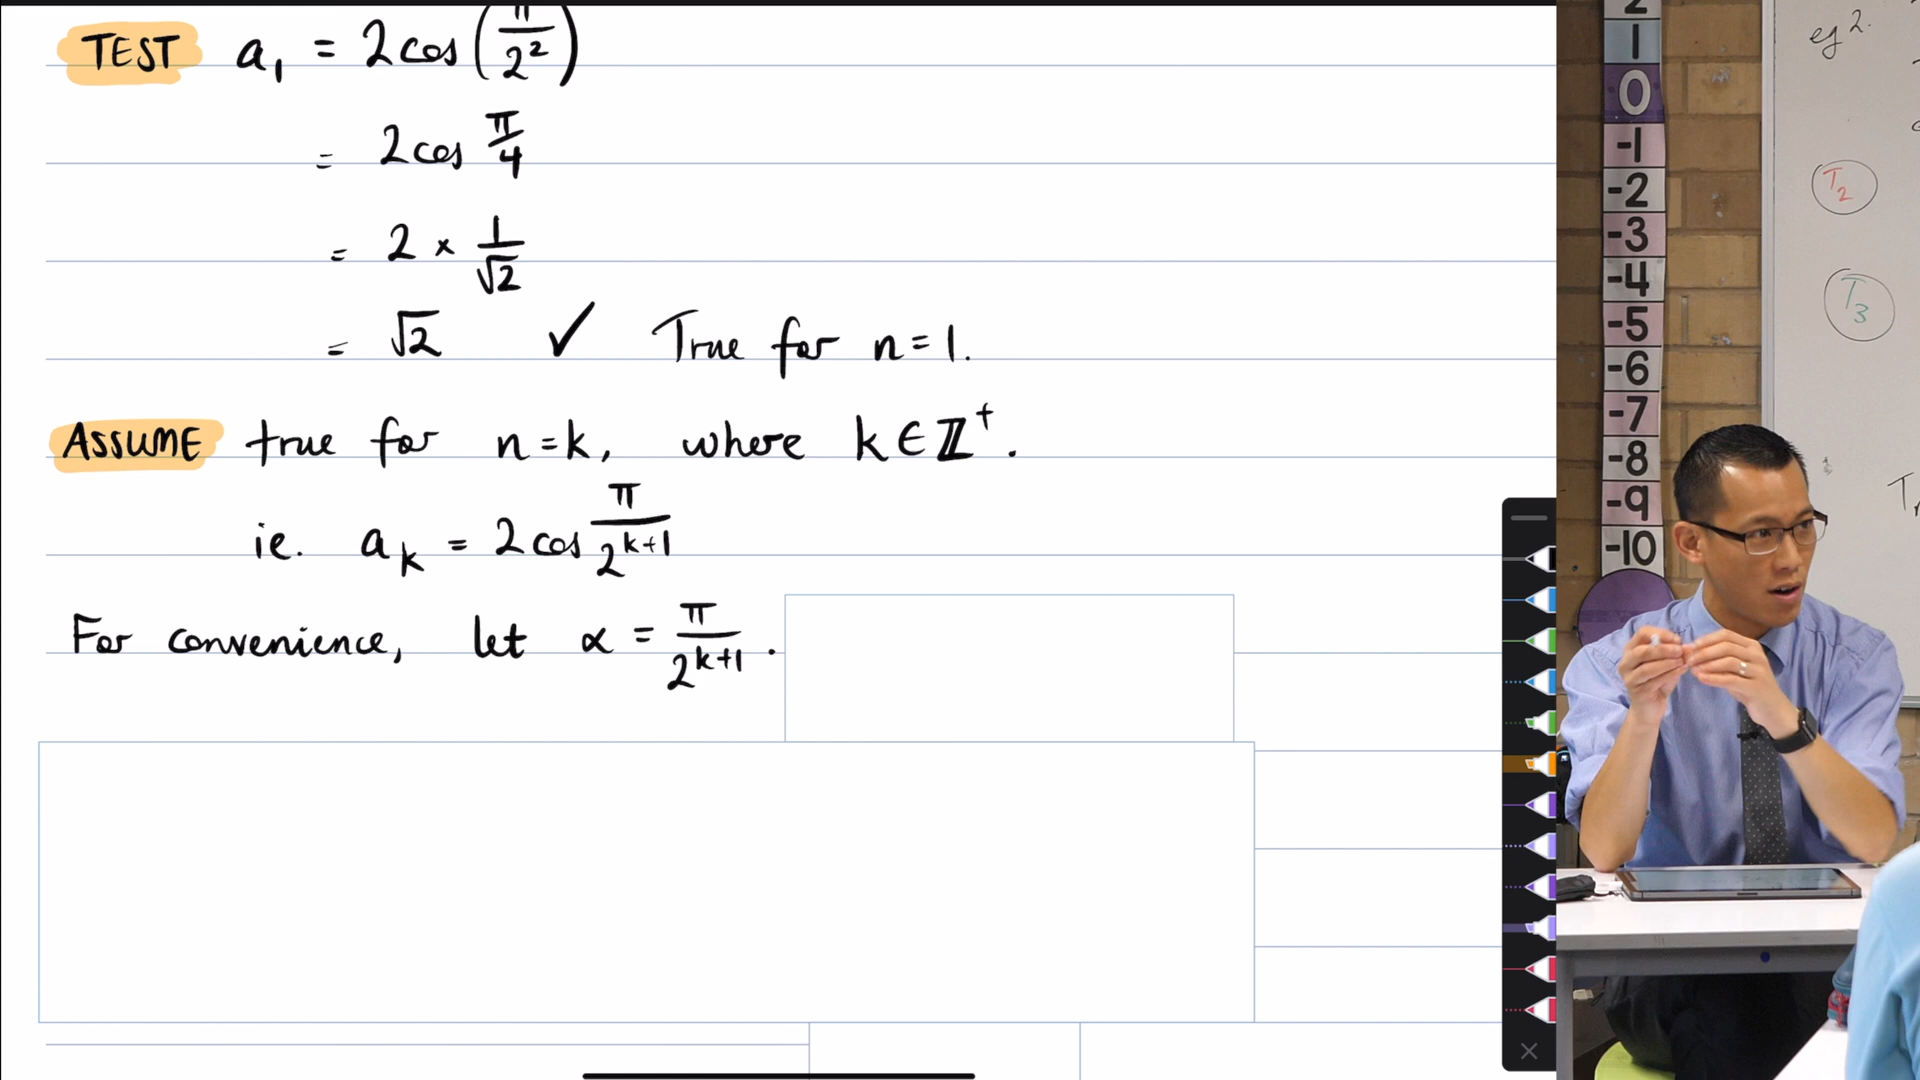 TEST a₁ = 2cos(π/2²)
= 2cos π/4
= 2 × 1/√2
= √2 ✓ True for n=1.
ASSUME true for n=k, where k∈ℤ⁺.
ie. aₖ = 2cos π/2ᵏ⁺¹
For convenience, let α = π/2ᵏ⁺¹.
2
1
0
-1
-2
-3
-4
-5
-6
-7
-8
-9
-10
eg 2.
T₂
T₃